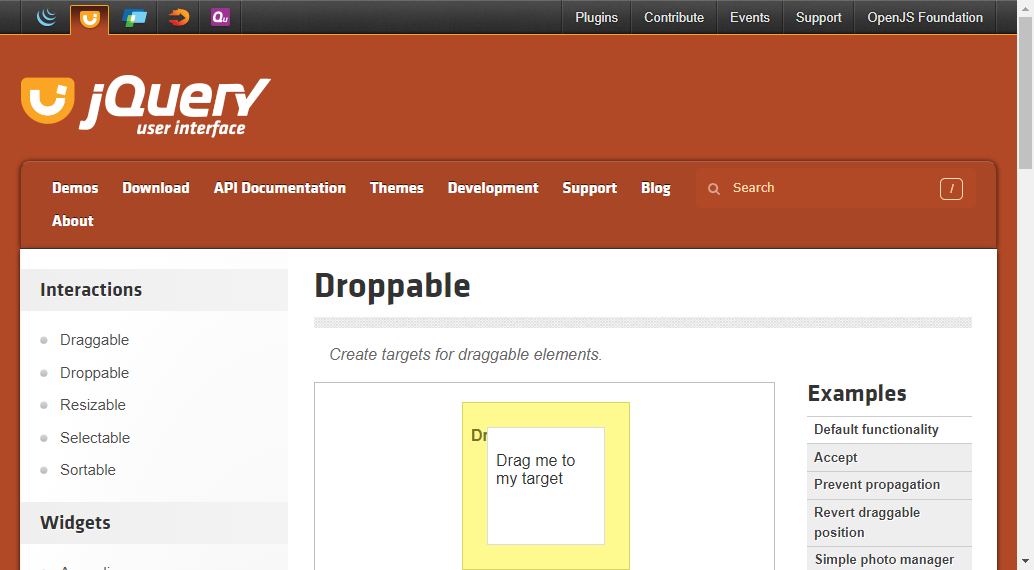 Plugins
Contribute
Events
Support
OpenJS Foundation
Qu
jQuery
user interface
Demos
Download
API Documentation
Themes
Development
Support
Blog
Search
/
About
Interactions
Draggable
Droppable
Resizable
Selectable
Sortable
Widgets
Droppable
Create targets for draggable elements.
Drag me to
my target
Examples
Default functionality
Accept
Prevent propagation
Revert draggable
position
Simple photo manager